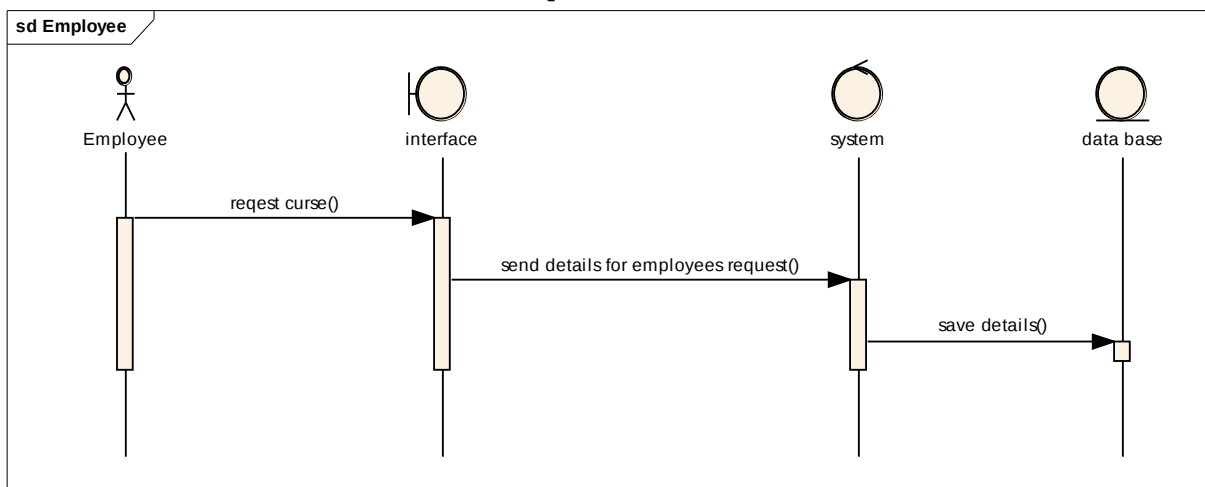 sd Employee
Employee
interface
system
data base
reqest curse()
send details for employees request()
save details()